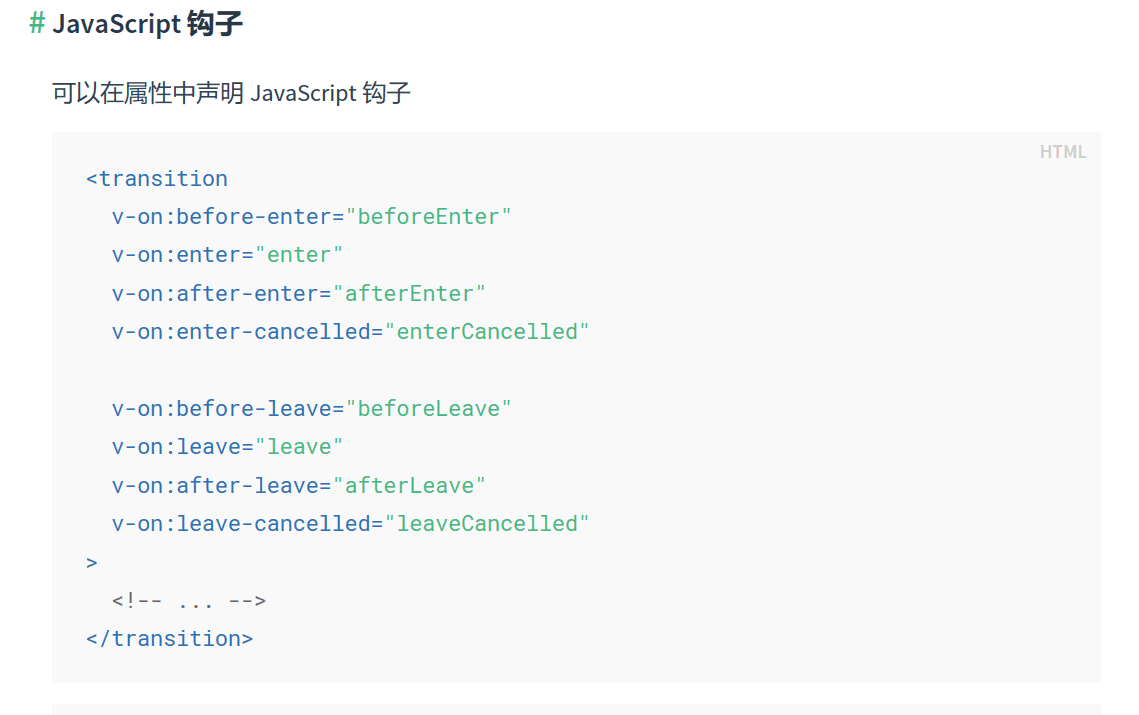 # JavaScript 钩子
可以在属性中声明 JavaScript 钩子
HTML
<transition
  v-on:before-enter="beforeEnter"
  v-on:enter="enter"
  v-on:after-enter="afterEnter"
  v-on:enter-cancelled="enterCancelled"

  v-on:before-leave="beforeLeave"
  v-on:leave="leave"
  v-on:after-leave="afterLeave"
  v-on:leave-cancelled="leaveCancelled"
>
  <!-- ... -->
</transition>